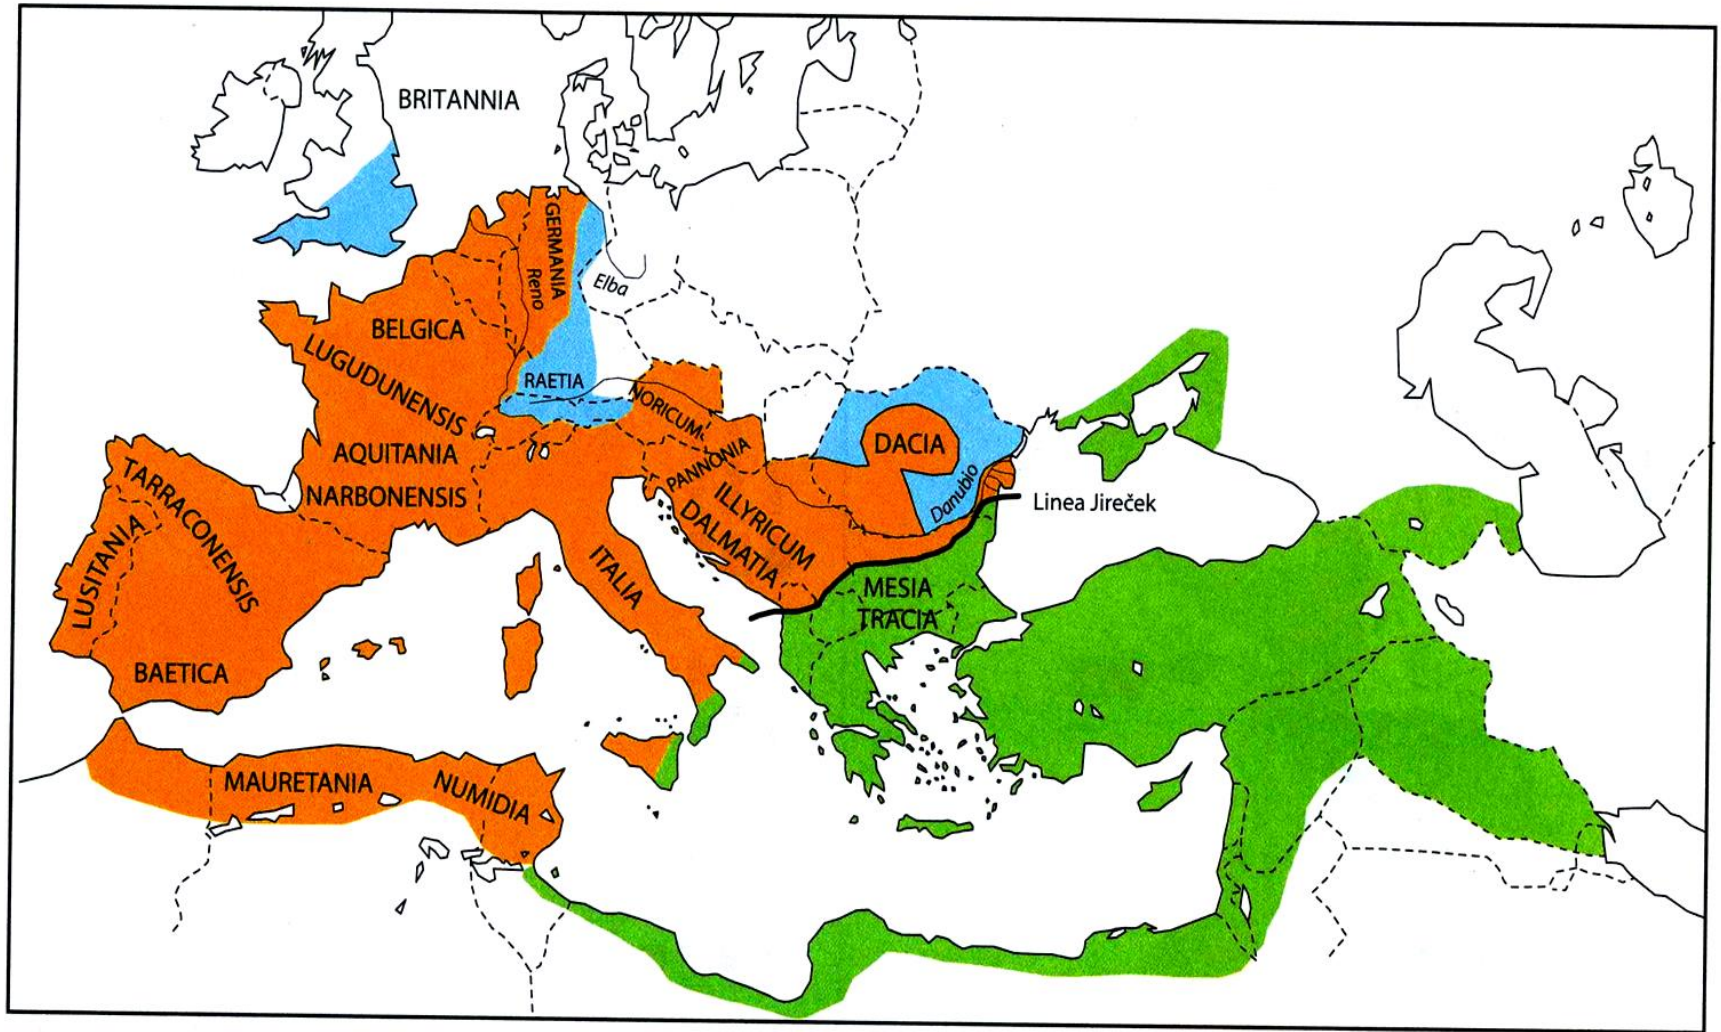 BRITANNIA
GERMANIA
Reno
Elba
BELGICA
LUGUDUNENSIS
RAETIA
NORICUM
PANNONIA
DACIA
Danubio
Linea Jireček
AQUITANIA
NARBONENSIS
TARRACONENSIS
LUSITANIA
BAETICA
ILLYRICUM
DALMATIA
ITALIA
MESIA
TRACIA
MAURETANIA
NUMIDIA